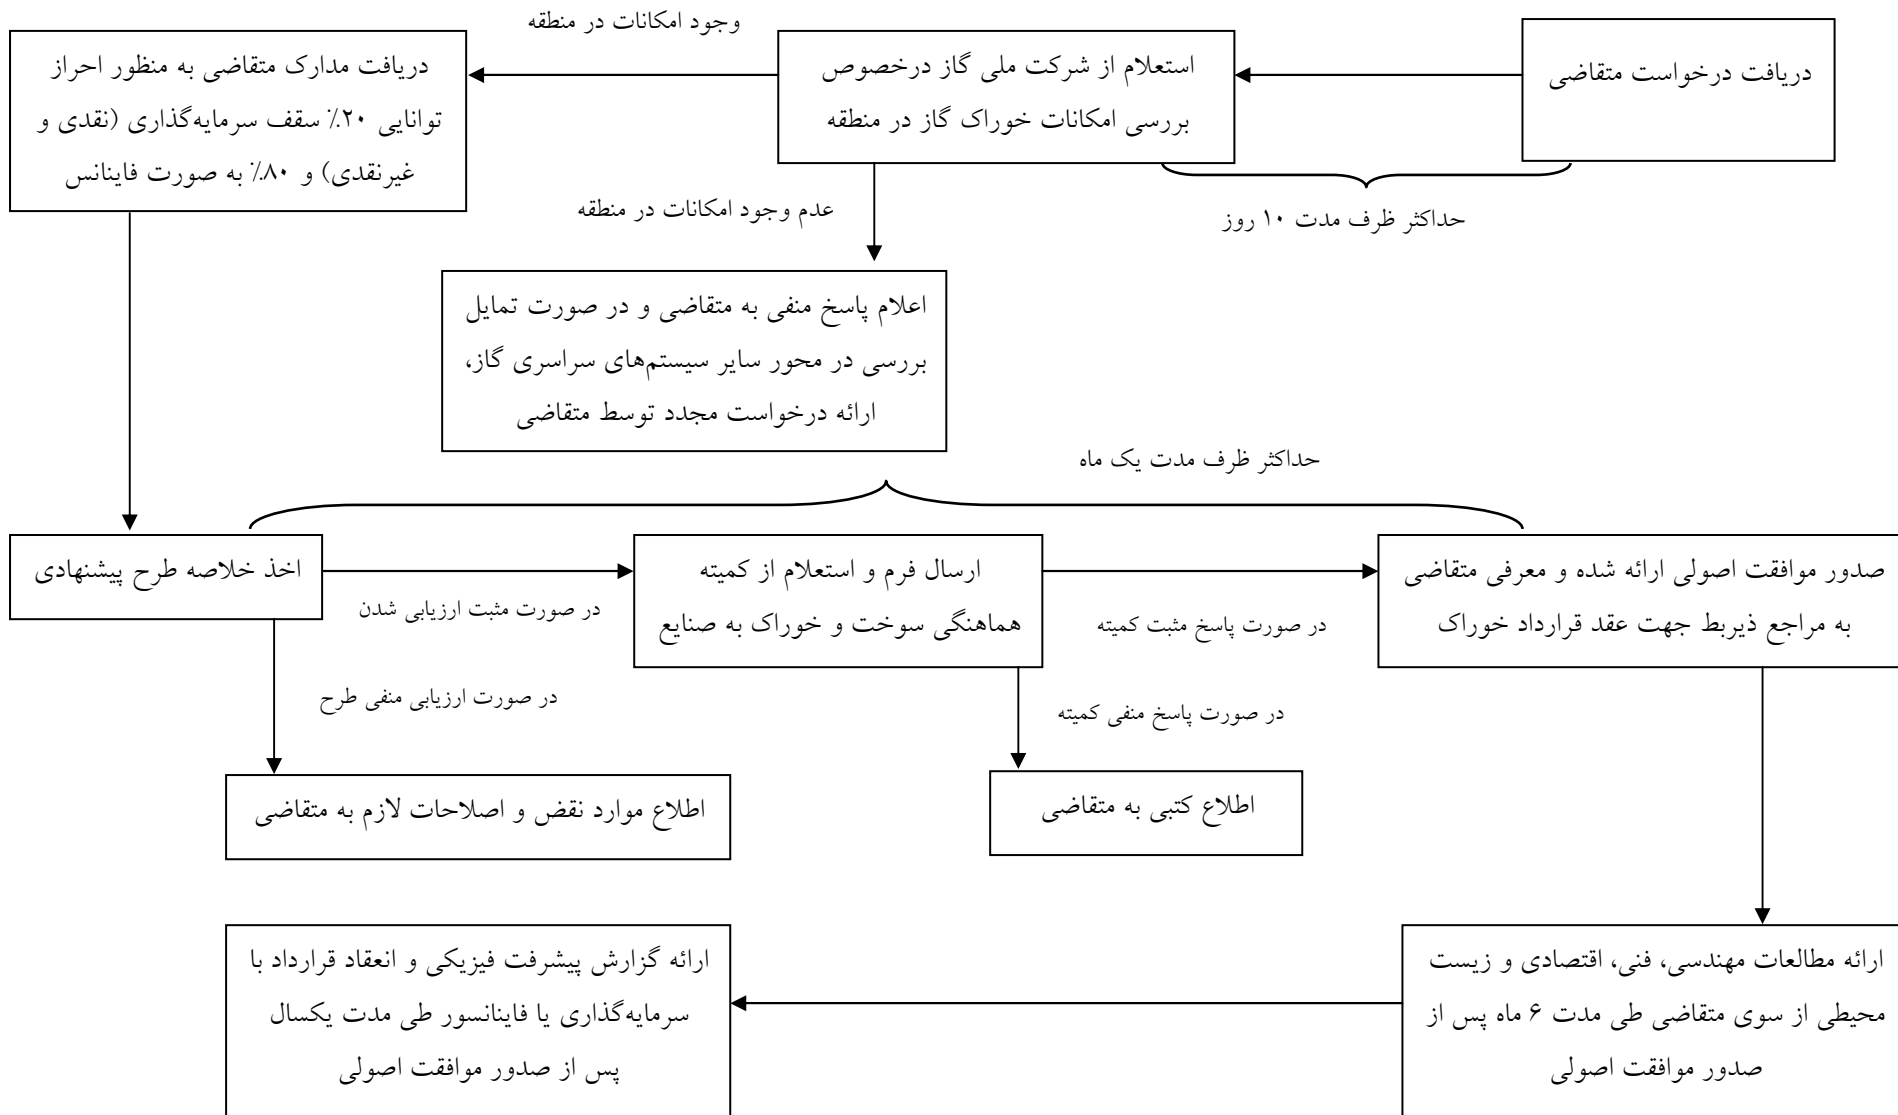 دریافت درخواست متقاضی
استعلام از شرکت ملی گاز درخصوص
بررسی امکانات خوراک گاز در منطقه
وجود امکانات در منطقه
دریافت مدارک متقاضی به منظور احراز
توانایی ۲۰٪ سقف سرمایه‌گذاری (نقدی و
غیرنقدی) و ۸۰٪ به صورت فاینانس
حداکثر ظرف مدت ۱۰ روز
عدم وجود امکانات در منطقه
اعلام پاسخ منفی به متقاضی و در صورت تمایل
بررسی در محور سایر سیستم‌های سراسری گاز،
ارائه درخواست مجدد توسط متقاضی
حداکثر ظرف مدت یک ماه
اخذ خلاصه طرح پیشنهادی
در صورت مثبت ارزیابی شدن
ارسال فرم و استعلام از کمیته
هماهنگی سوخت و خوراک به صنایع
در صورت پاسخ مثبت کمیته
صدور موافقت اصولی ارائه شده و معرفی متقاضی
به مراجع ذیربط جهت عقد قرارداد خوراک
در صورت ارزیابی منفی طرح
در صورت پاسخ منفی کمیته
اطلاع موارد نقض و اصلاحات لازم به متقاضی
اطلاع کتبی به متقاضی
ارائه مطالعات مهندسی، فنی، اقتصادی و زیست
محیطی از سوی متقاضی طی مدت ۶ ماه پس از
صدور موافقت اصولی
ارائه گزارش پیشرفت فیزیکی و انعقاد قرارداد با
سرمایه‌گذاری یا فاینانسور طی مدت یکسال
پس از صدور موافقت اصولی